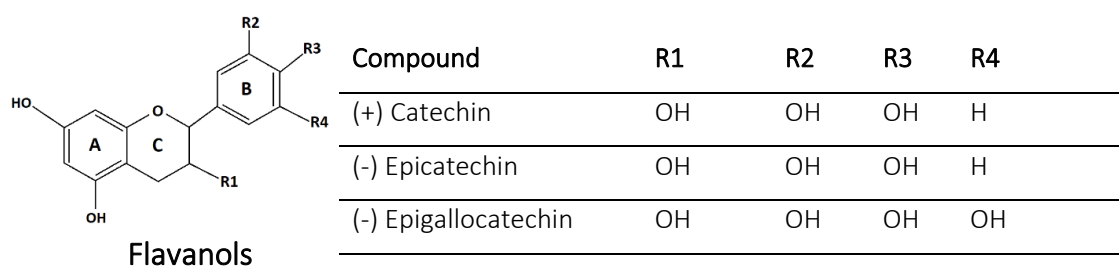 R2
R3
HO
O
B
A
C
R4
R1
OH
Flavanols
Compound R1 R2 R3 R4
(+) Catechin OH OH OH H
(-) Epicatechin OH OH OH H
(-) Epigallocatechin OH OH OH OH